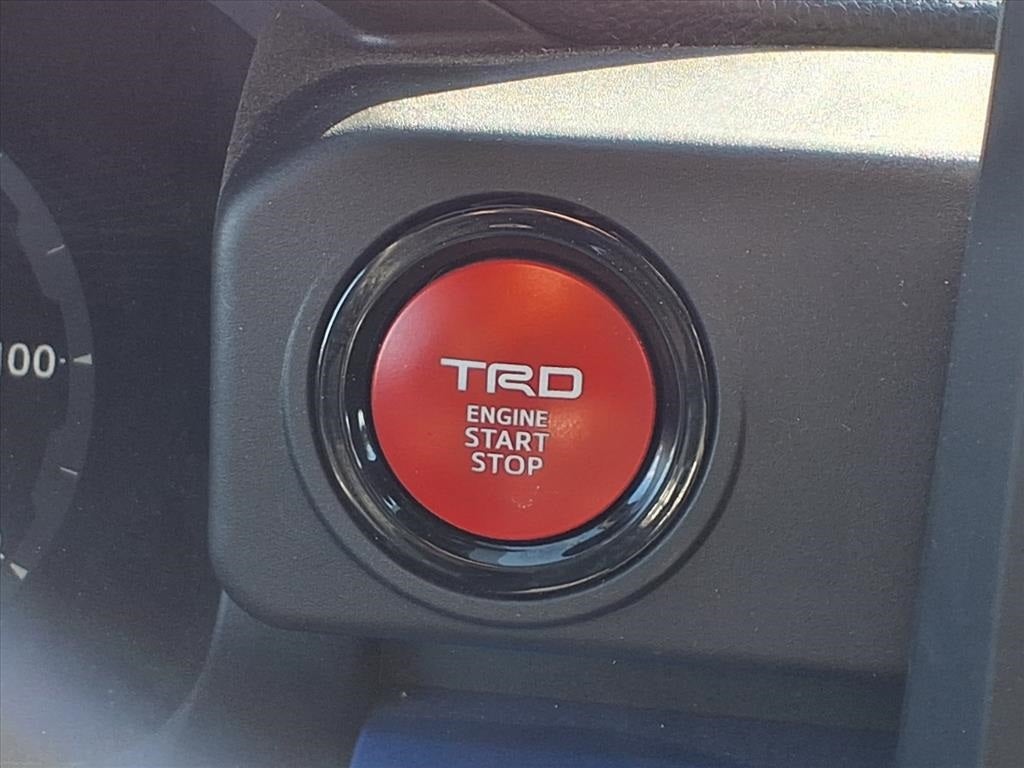 100
TRD
ENGINE
START
STOP